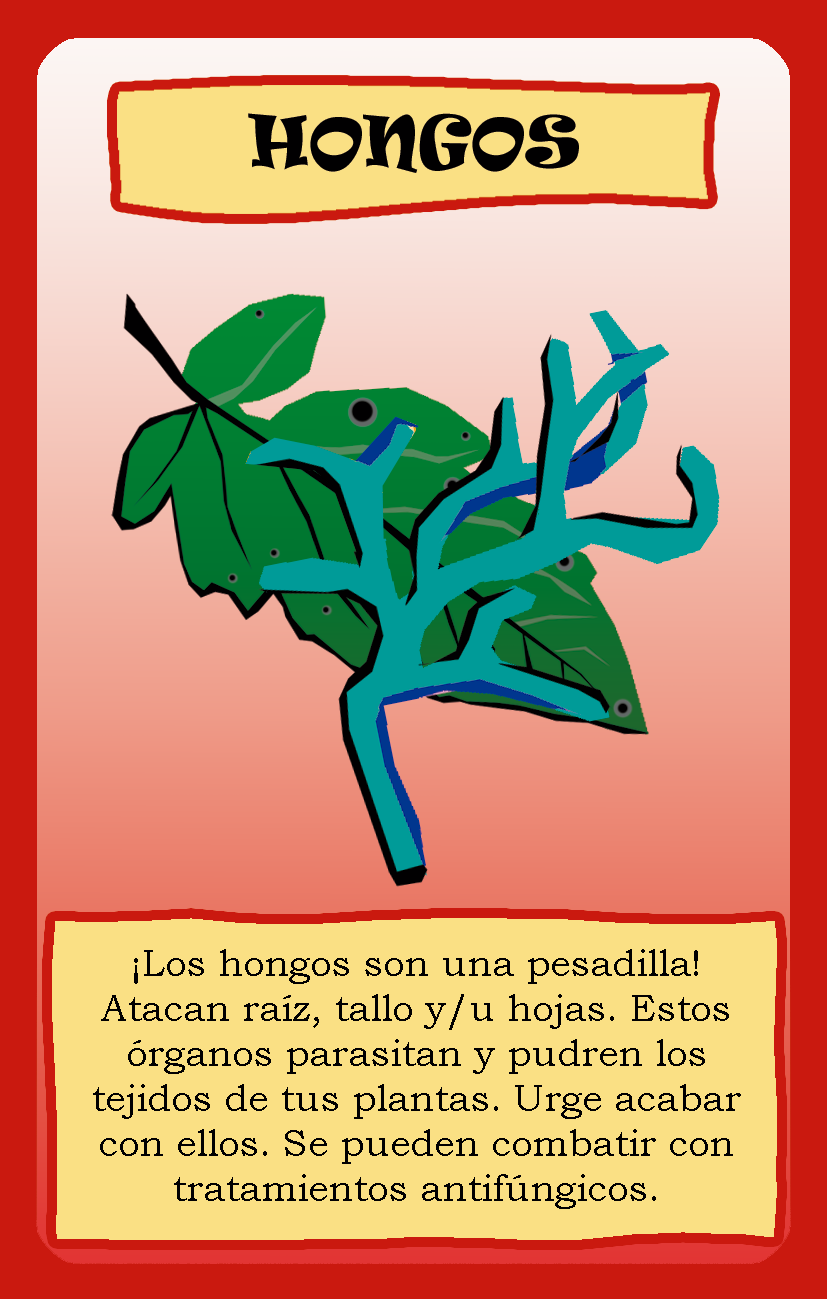 HONGOS
¡Los hongos son una pesadilla!
Atacan raíz, tallo y/u hojas. Estos
órganos parasitan y pudren los
tejidos de tus plantas. Urge acabar
con ellos. Se pueden combatir con
tratamientos antifúngicos.